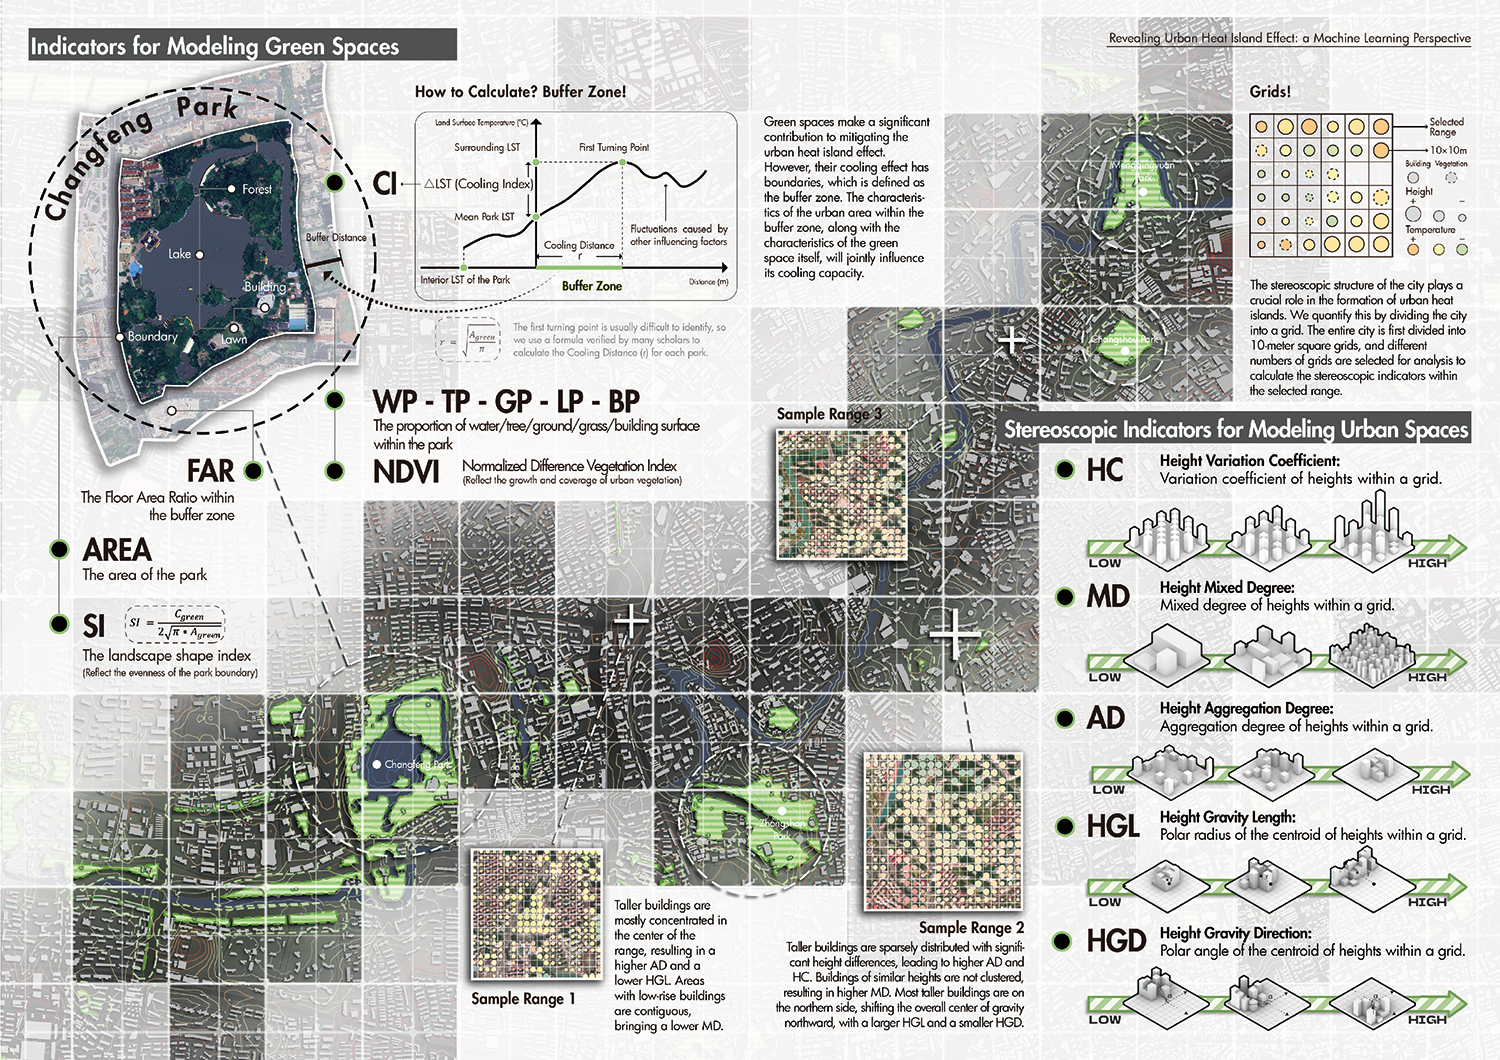 Indicators for Modeling Green Spaces
Revealing Urban Heat Island Effect: a Machine Learning Perspective
Changfeng Park
Forest
Lake
Buffer Distance
Building
Boundary
Lawn
How to Calculate? Buffer Zone!
Land Surface Temperature (°C)
Surrounding LST
First Turning Point
CI
△LST (Cooling Index)
Mean Park LST
Cooling Distance
r
Fluctuations caused by
other influencing factors
Interior LST of the Park
Buffer Zone
Distance (m)
r = √(Agreen/π)
The first turning point is usually difficult to identify, so
we use a formula verified by many scholars to
calculate the Cooling Distance (r) for each park.
WP - TP - GP - LP - BP
The proportion of water/tree/ground/grass/building surface
within the park
NDVI
Normalized Difference Vegetation Index
(Reflect the growth and coverage of urban vegetation)
FAR
The Floor Area Ratio within
the buffer zone
AREA
The area of the park
SI
SI = Cgreen/(2√(π * Agreen))
The landscape shape index
(Reflect the evenness of the park boundary)
Green spaces make a significant
contribution to mitigating the
urban heat island effect.
However, their cooling effect has
boundaries, which is defined as
the buffer zone. The characteris-
tics of the urban area within the
buffer zone, along with the
characteristics of the green
space itself, will jointly influence
its cooling capacity.
Mengqingyuan
Park
Changshou Park
Changfeng Park
Zhongshan
Park
Grids!
Selected
Range
10×10m
Building Vegetation
Height
+ −
Temperature
+ −
The stereoscopic structure of the city plays a
crucial role in the formation of urban heat
islands. We quantify this by dividing the city
into a grid. The entire city is first divided into
10-meter square grids, and different
numbers of grids are selected for analysis to
calculate the stereoscopic indicators within
the selected range.
Sample Range 3
Stereoscopic Indicators for Modeling Urban Spaces
HC
Height Variation Coefficient:
Variation coefficient of heights within a grid.
LOW
HIGH
MD
Height Mixed Degree:
Mixed degree of heights within a grid.
LOW
HIGH
AD
Height Aggregation Degree:
Aggregation degree of heights within a grid.
LOW
HIGH
HGL
Height Gravity Length:
Polar radius of the centroid of heights within a grid.
LOW
HIGH
HGD
Height Gravity Direction:
Polar angle of the centroid of heights within a grid.
LOW
HIGH
Sample Range 1
Taller buildings are
mostly concentrated in
the center of the
range, resulting in a
higher AD and a
lower HGL. Areas
with low-rise buildings
are contiguous,
bringing a lower MD.
Sample Range 2
Taller buildings are sparsely distributed with signifi-
cant height differences, leading to higher AD and
HC. Buildings of similar heights are not clustered,
resulting in higher MD. Most taller buildings are on
the northern side, shifting the overall center of gravity
northward, with a larger HGL and a smaller HGD.